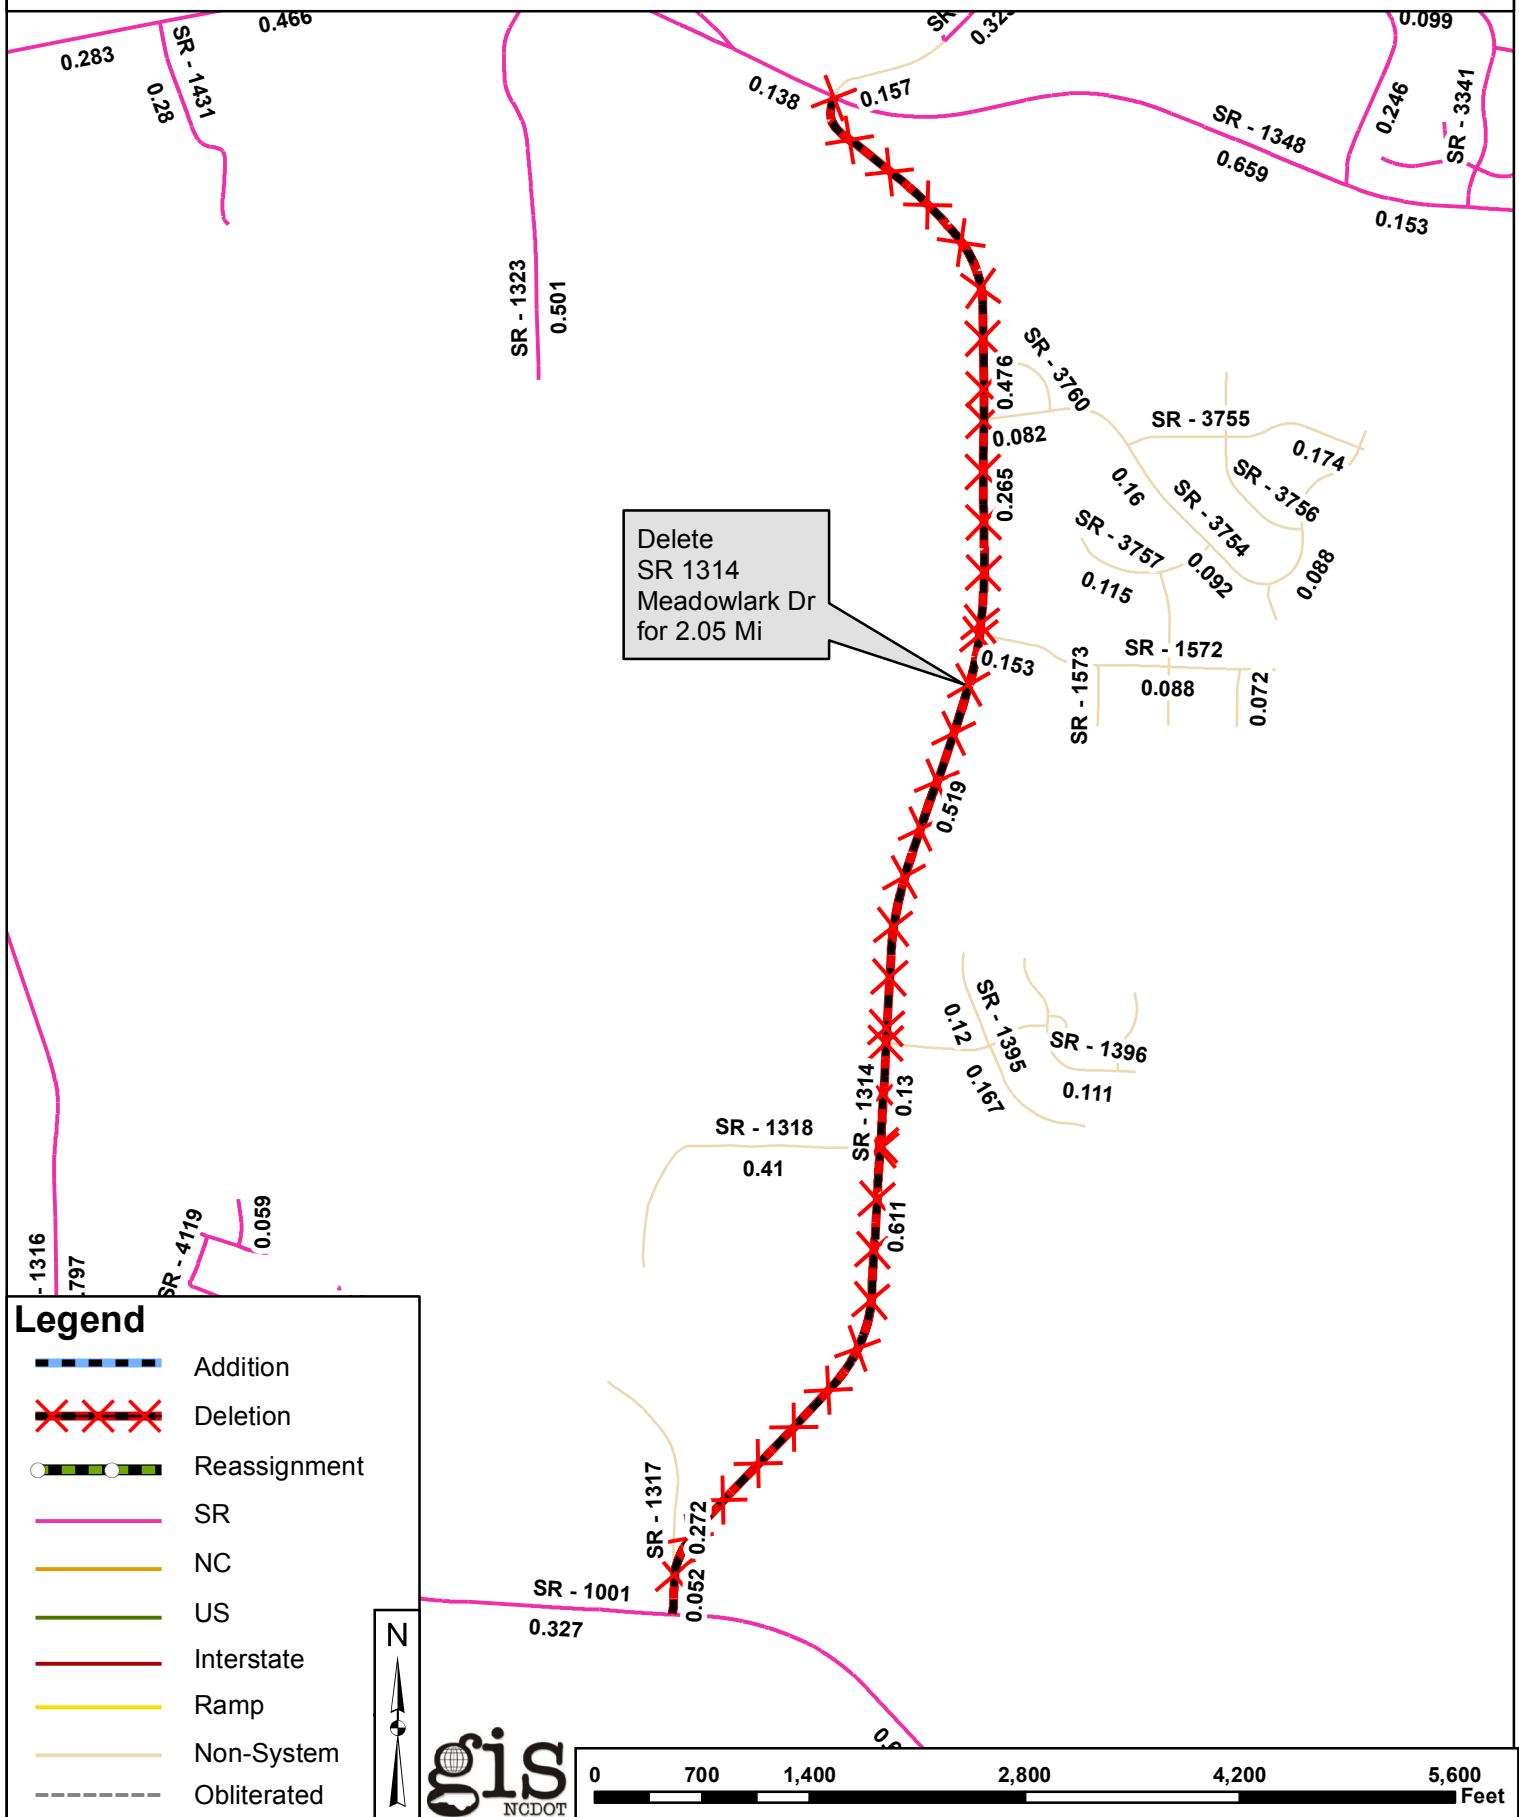 0.466
0.283
SR - 1431
0.28
SR
0.099
0.138
0.157
0.246
SR - 3341
SR - 1348
0.659
0.153
SR - 1323
0.501
SR - 3760
0.476
0.082
SR - 3755
0.174
0.265
0.16
SR - 3756
SR - 3754
SR - 3757
0.092
0.088
0.115
Delete
SR 1314
Meadowlark Dr
for 2.05 Mi
0.153
SR - 1573
SR - 1572
0.088
0.072
0.519
0.12
SR - 1395
SR - 1396
0.167
0.111
SR - 1314
0.13
SR - 1318
0.41
0.611
SR - 4119
0.059
- 1316
.797
Legend
Addition
Deletion
Reassignment
SR
NC
US
Interstate
Ramp
Non-System
Obliterated
SR - 1317
0.272
0.052
SR - 1001
0.327
N
gis
NCDOT
0 700 1,400 2,800 4,200 5,600
Feet